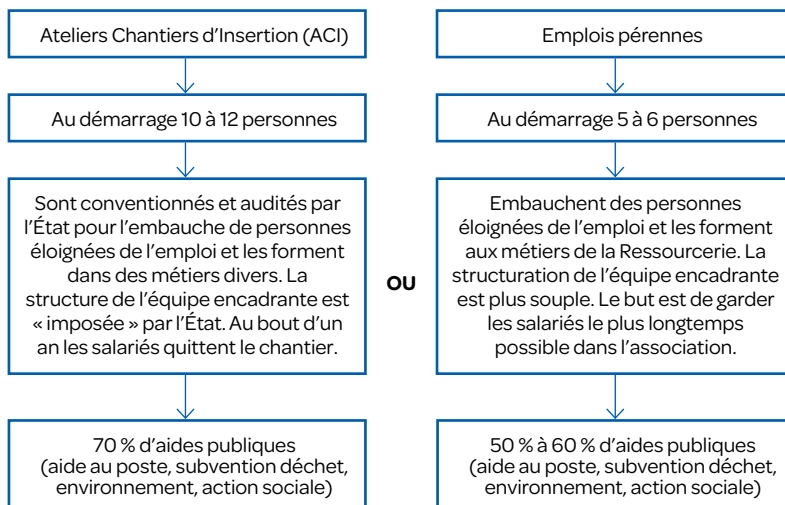 Ateliers Chantiers d'Insertion (ACI)
Au démarrage 10 à 12 personnes
Sont conventionnés et audités par
l'État pour l'embauche de personnes
éloignées de l'emploi et les forment
dans des métiers divers. La
structure de l'équipe encadrante est
« imposée » par l'État. Au bout d'un
an les salariés quittent le chantier.
70 % d'aides publiques
(aide au poste, subvention déchet,
environnement, action sociale)
OU
Emplois pérennes
Au démarrage 5 à 6 personnes
Embauchent des personnes
éloignées de l'emploi et les forment
aux métiers de la Ressourcerie. La
structuration de l'équipe encadrante
est plus souple. Le but est de garder
les salariés le plus longtemps
possible dans l'association.
50 % à 60 % d'aides publiques
(aide au poste, subvention déchet,
environnement, action sociale)